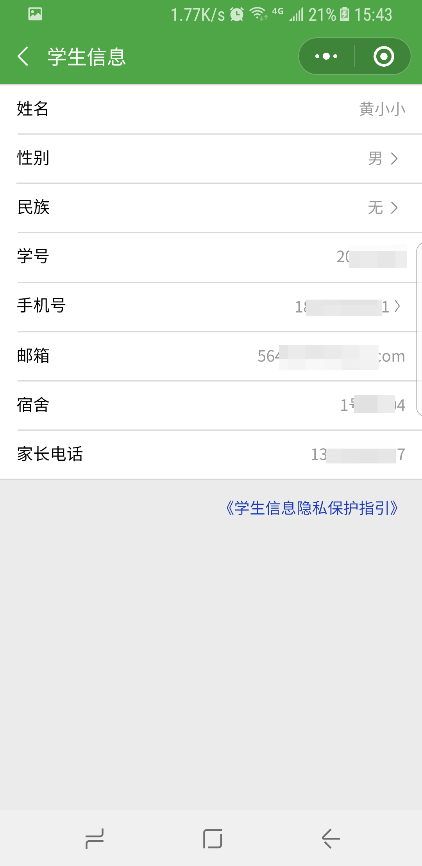 1.77K/s 4G 21% 15:43
学生信息
姓名 黄小小
性别 男
民族 无
学号 20
手机号 18 1
邮箱 564 com
宿舍 1号 04
家长电话 13 7
《学生信息隐私保护指引》